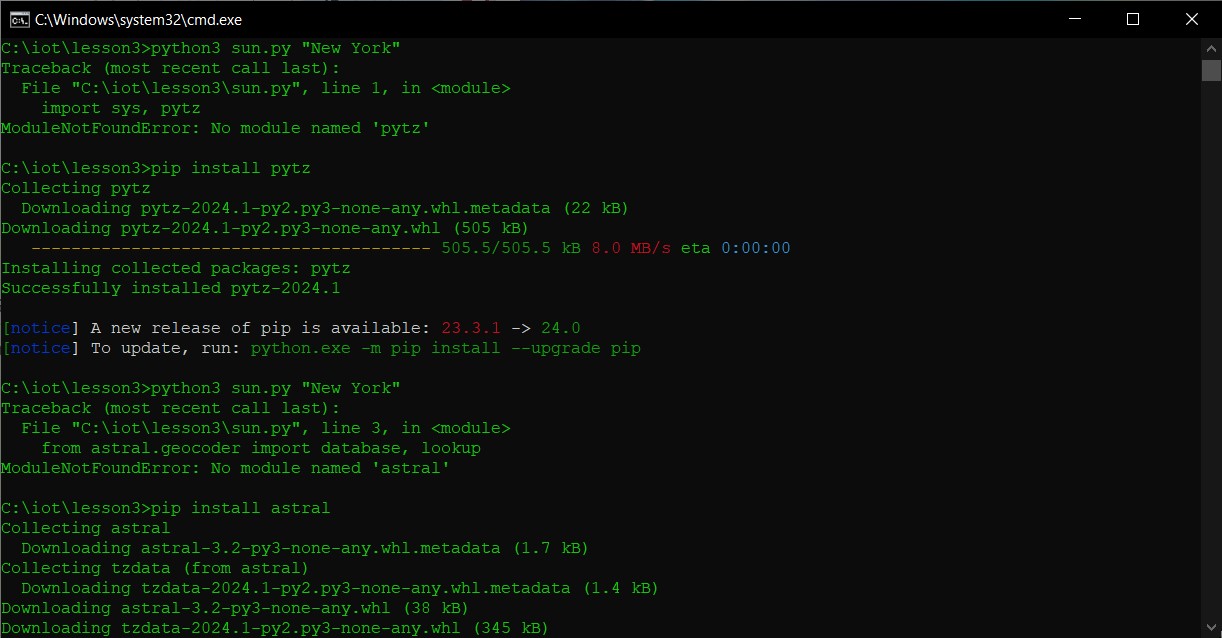 C:\Windows\system32\cmd.exe
C:\iot\lesson3>python3 sun.py "New York"
Traceback (most recent call last):
  File "C:\iot\lesson3\sun.py", line 1, in <module>
    import sys, pytz
ModuleNotFoundError: No module named 'pytz'
C:\iot\lesson3>pip install pytz
Collecting pytz
  Downloading pytz-2024.1-py2.py3-none-any.whl.metadata (22 kB)
Downloading pytz-2024.1-py2.py3-none-any.whl (505 kB)
   ---------------------------------------- 505.5/505.5 kB 8.0 MB/s eta 0:00:00
Installing collected packages: pytz
Successfully installed pytz-2024.1
[notice] A new release of pip is available: 23.3.1 -> 24.0
[notice] To update, run: python.exe -m pip install --upgrade pip
C:\iot\lesson3>python3 sun.py "New York"
Traceback (most recent call last):
  File "C:\iot\lesson3\sun.py", line 3, in <module>
    from astral.geocoder import database, lookup
ModuleNotFoundError: No module named 'astral'
C:\iot\lesson3>pip install astral
Collecting astral
  Downloading astral-3.2-py3-none-any.whl.metadata (1.7 kB)
Collecting tzdata (from astral)
  Downloading tzdata-2024.1-py2.py3-none-any.whl.metadata (1.4 kB)
Downloading astral-3.2-py3-none-any.whl (38 kB)
Downloading tzdata-2024.1-py2.py3-none-any.whl (345 kB)